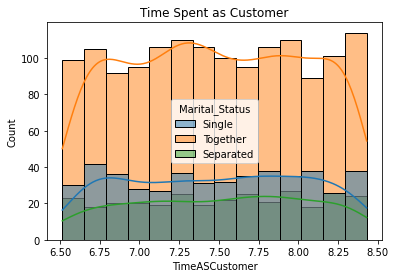 Time Spent as Customer
Count
100
80
60
40
20
0
Marital_Status
Single
Together
Separated
6.50 6.75 7.00 7.25 7.50 7.75 8.00 8.25 8.50
TimeASCustomer